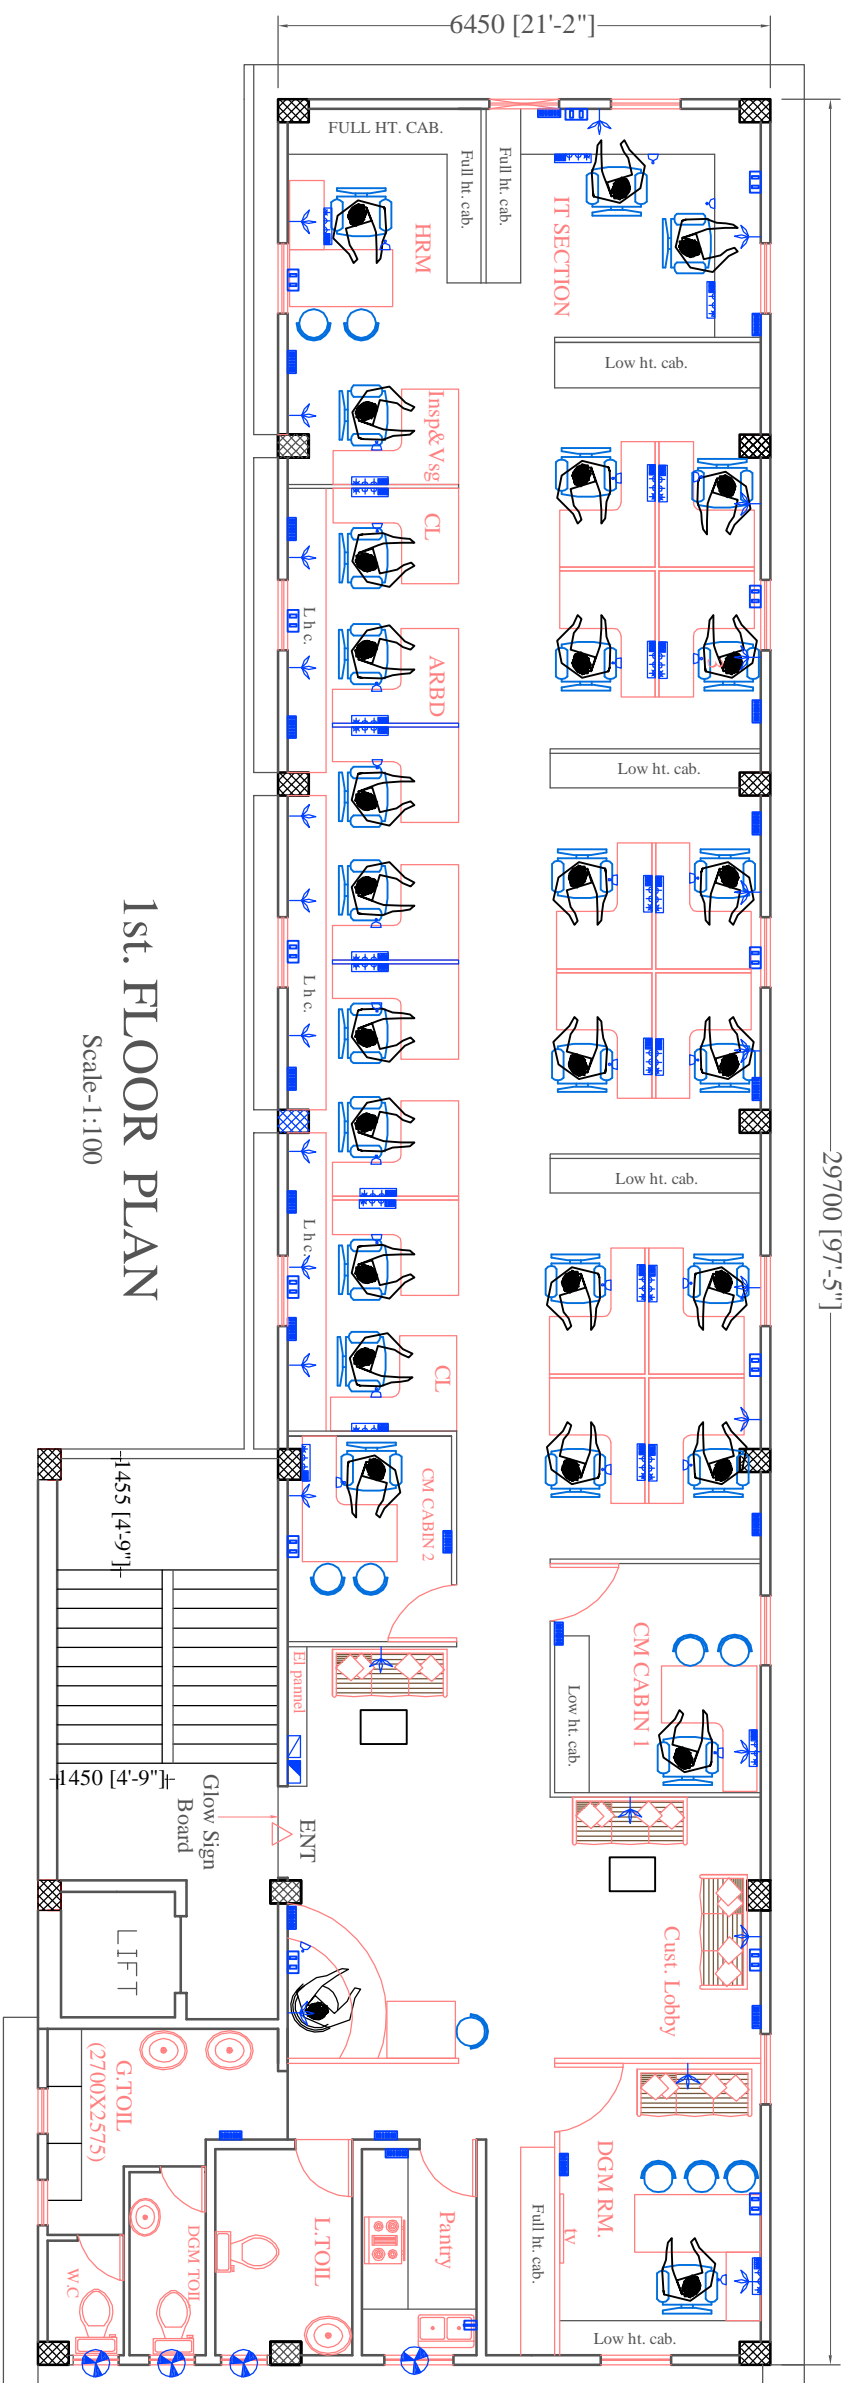 6450 [21'-2"]
FULL HT. CAB.
Full ht. cab.
Full ht. cab.
IT SECTION
HRM
Low ht. cab.
Insp&Vsg
CL
L h c.
ARBD
3
Low ht. cab.
29700 [97'-5"]
L h c.
1st. FLOOR PLAN
Scale-1:100
Low ht. cab.
L h c.
CL
CM CABIN 2
1455 [4'-9"]
CM CABIN 1
Low ht. cab.
El pannel
1450 [4'-9"]
Glow Sign
Board
ENT
LIFT
Cust. Lobby
G.TOIL
(2700X2575)
DGM RM.
tv
Full ht. cab.
Low ht. cab.
Pantry
L.TOIL
DGM TOIL
W.C